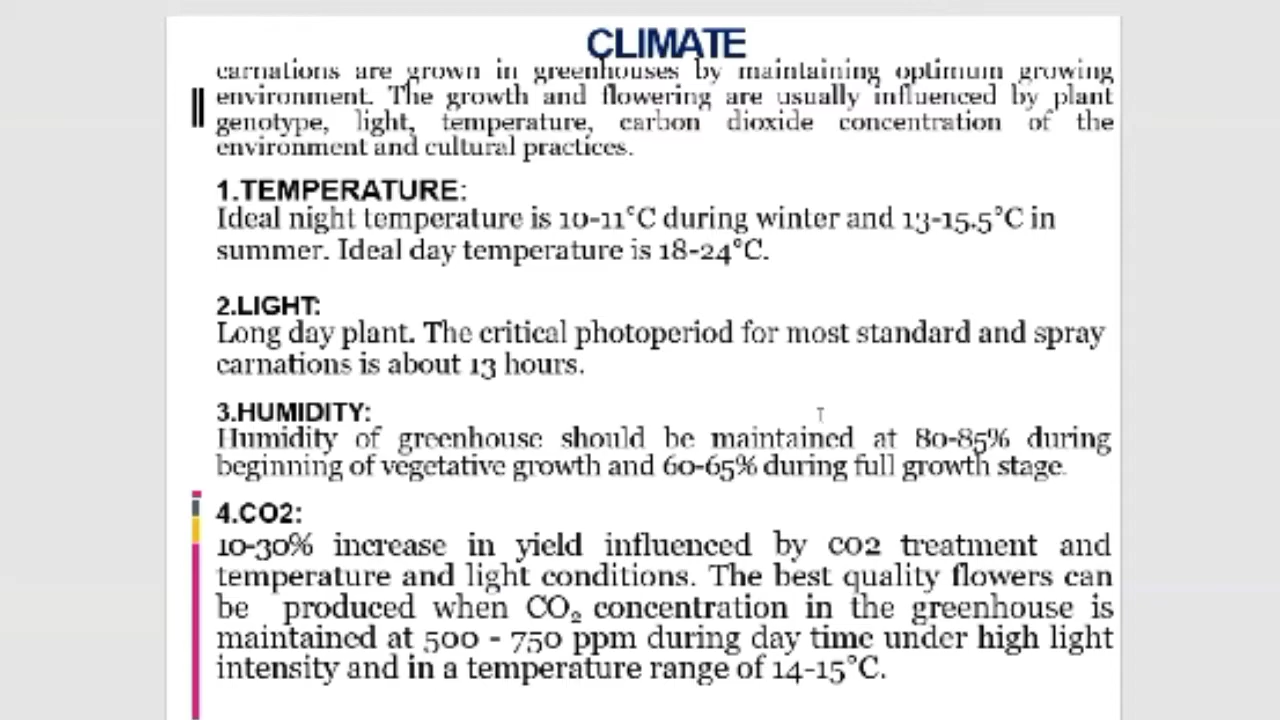 CLIMATE
carnations are grown in greenhouses by maintaining optimum growing
environment. The growth and flowering are usually influenced by plant
genotype, light, temperature, carbon dioxide concentration of the
environment and cultural practices.
1.TEMPERATURE:
Ideal night temperature is 10-11°C during winter and 13-15.5°C in
summer. Ideal day temperature is 18-24°C.
2.LIGHT:
Long day plant. The critical photoperiod for most standard and spray
carnations is about 13 hours.
3.HUMIDITY:
Humidity of greenhouse should be maintained at 80-85% during
beginning of vegetative growth and 60-65% during full growth stage.
4.CO2:
10-30% increase in yield influenced by co2 treatment and
temperature and light conditions. The best quality flowers can
be produced when CO₂ concentration in the greenhouse is
maintained at 500 - 750 ppm during day time under high light
intensity and in a temperature range of 14-15°C.